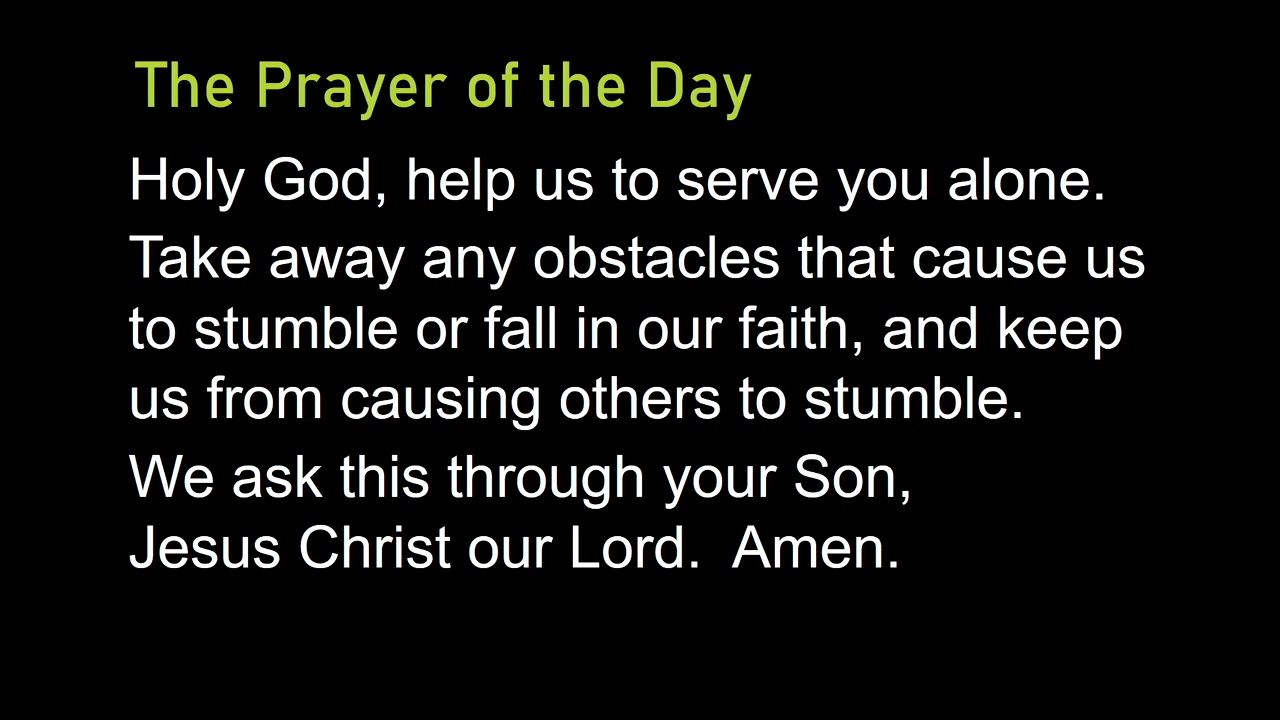 The Prayer of the Day
Holy God, help us to serve you alone.
Take away any obstacles that cause us
to stumble or fall in our faith, and keep
us from causing others to stumble.
We ask this through your Son,
Jesus Christ our Lord.  Amen.